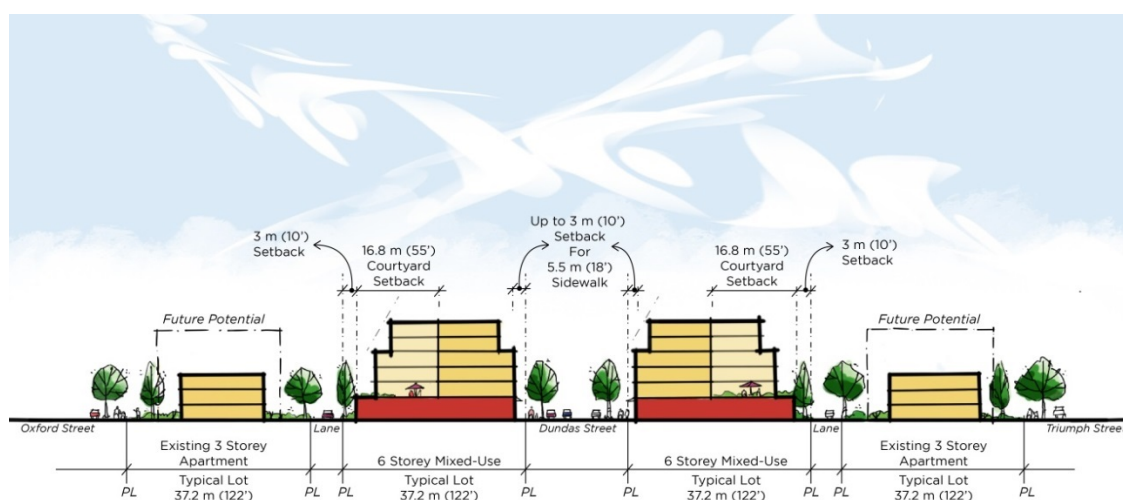 3 m (10')
Setback
16.8 m (55')
Courtyard
Setback
Up to 3 m (10')
Setback
For
5.5 m (18')
Sidewalk
16.8 m (55')
Courtyard
Setback
3 m (10')
Setback
Future Potential
Future Potential
Oxford Street
Lane
Dundas Street
Lane
Triumph Street
Existing 3 Storey
Apartment
6 Storey Mixed-Use
6 Storey Mixed-Use
Existing 3 Storey
Apartment
PL
Typical Lot
37.2 m (122')
PL
PL
Typical Lot
37.2 m (122')
PL
PL
Typical Lot
37.2 m (122')
PL
PL
Typical Lot
37.2 m (122')
PL